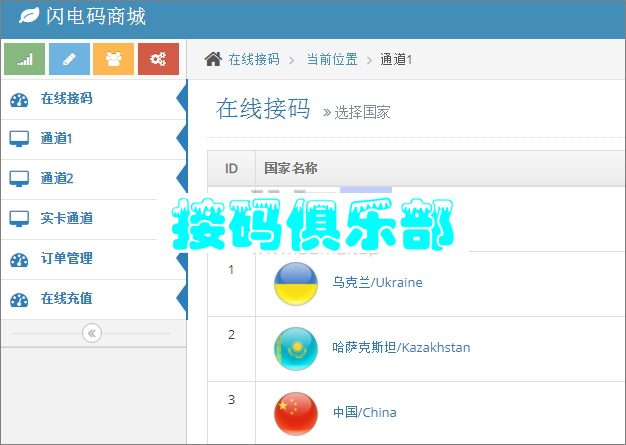 闪电码商城
在线接码 > 当前位置 > 通道1
在线接码
通道1
通道2
实卡通道
订单管理
在线充值
«
在线接码 » 选择国家
ID 国家名称
接码俱乐部
1 乌克兰/Ukraine
2 哈萨克斯坦/Kazakhstan
3 中国/China